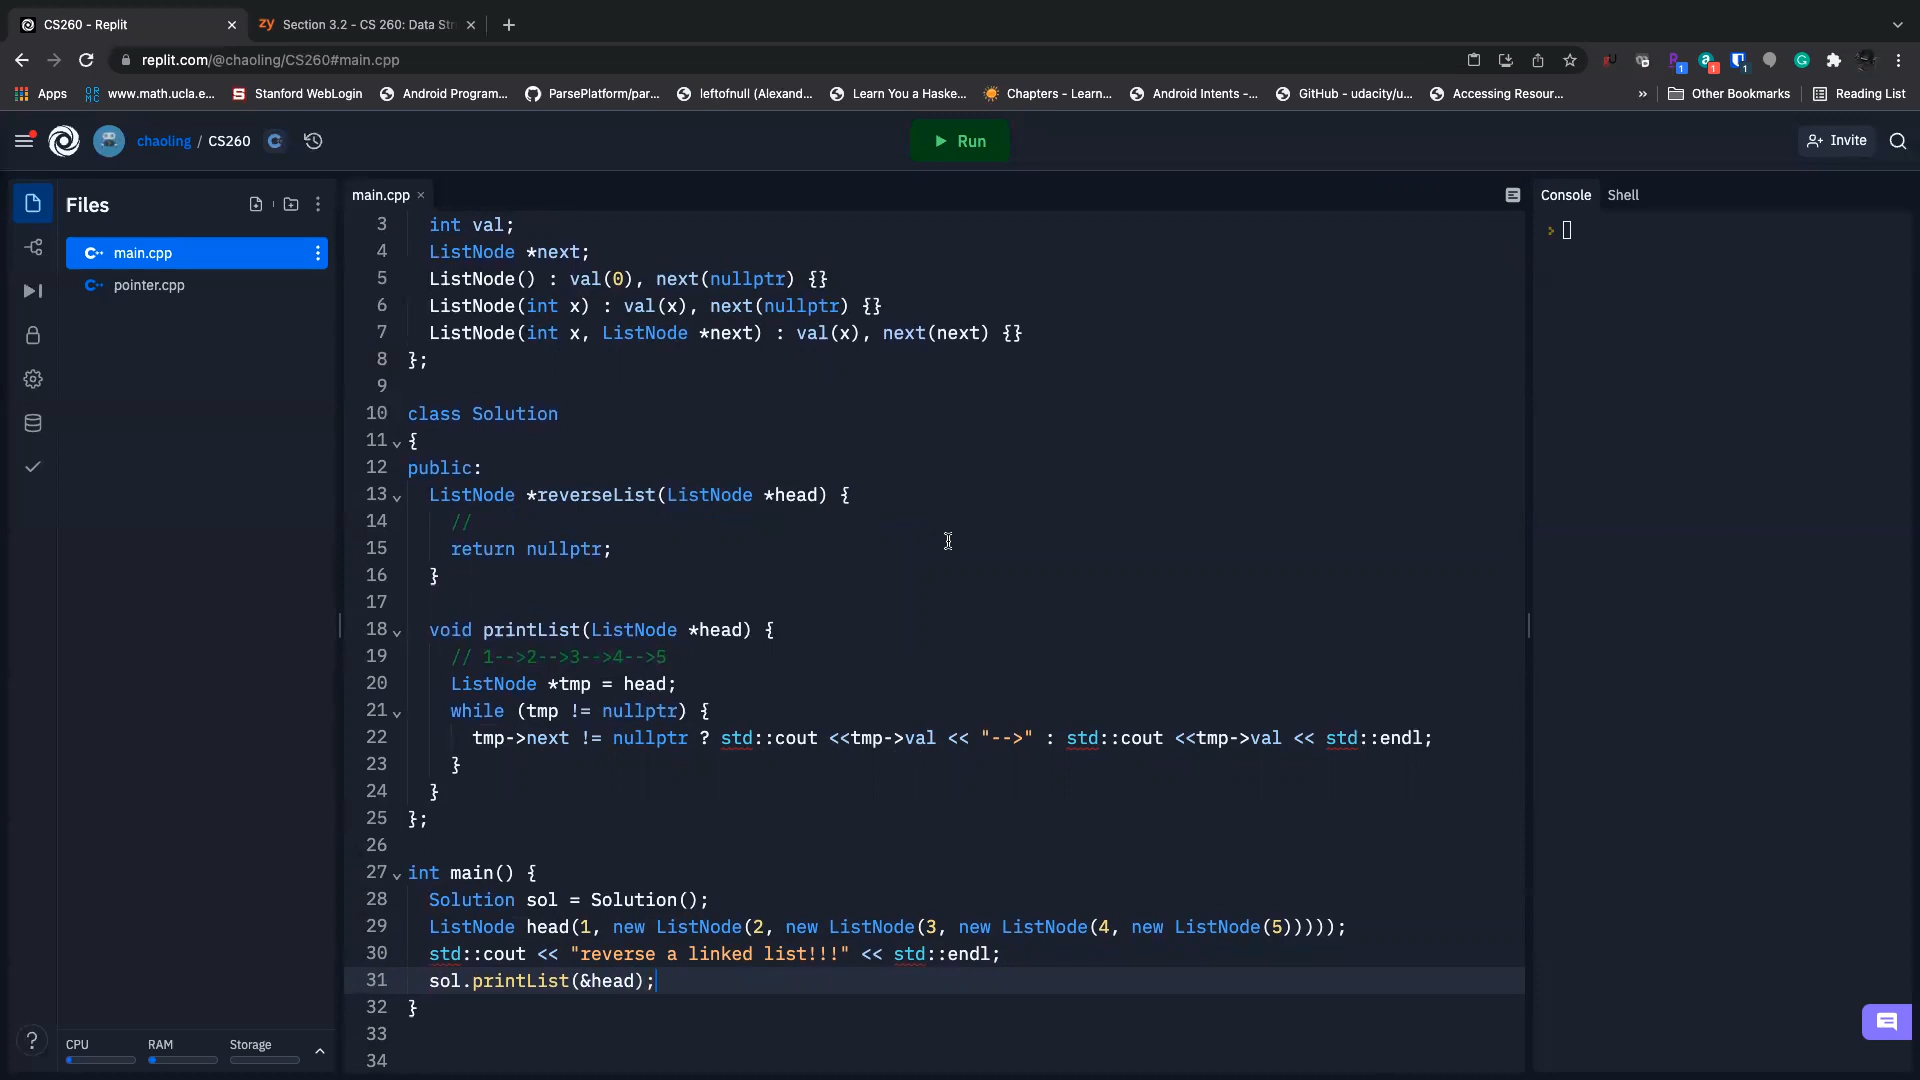 CS260 - Replit
zy Section 3.2 - CS 260: Data Str
replit.com/@chaoling/CS260#main.cpp
1 1 1
Apps www.math.ucla.e... Stanford WebLogin Android Program... ParsePlatform/par... leftofnull (Alexand... Learn You a Haske... Chapters - Learn... Android Intents -... GitHub - udacity/u... Accessing Resour... » Other Bookmarks Reading List
chaoling / CS260
Run
Invite
Files
main.cpp
pointer.cpp
main.cpp ×
3 int val;
4 ListNode *next;
5 ListNode() : val(0), next(nullptr) {}
6 ListNode(int x) : val(x), next(nullptr) {}
7 ListNode(int x, ListNode *next) : val(x), next(next) {}
8 };
9
10 class Solution
11 {
12 public:
13 ListNode *reverseList(ListNode *head) {
14 //
15 return nullptr;
16 }
17
18 void printList(ListNode *head) {
19 // 1-->2-->3-->4-->5
20 ListNode *tmp = head;
21 while (tmp != nullptr) {
22 tmp->next != nullptr ? std::cout <<tmp->val << "-->" : std::cout <<tmp->val << std::endl;
23 }
24 }
25 };
26
27 int main() {
28 Solution sol = Solution();
29 ListNode head(1, new ListNode(2, new ListNode(3, new ListNode(4, new ListNode(5)))));
30 std::cout << "reverse a linked list!!!" << std::endl;
31 sol.printList(&head);
32 }
33
34
Console Shell
>
?
CPU RAM Storage